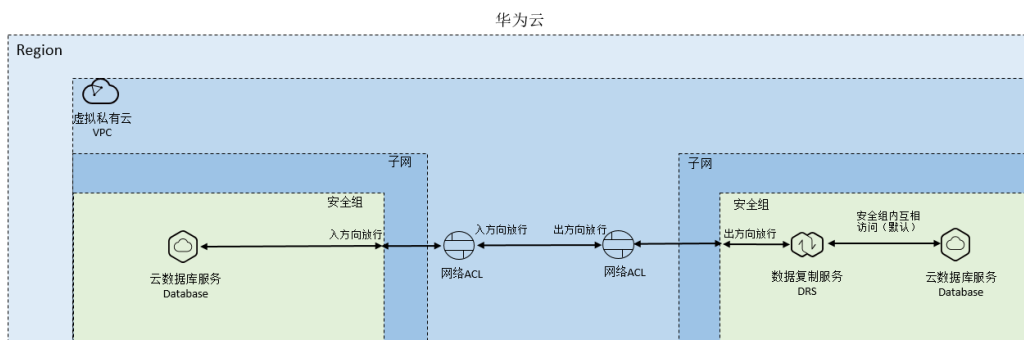 华为云
Region
虚拟私有云
VPC
子网
子网
安全组
安全组
入方向放行
入方向放行
出方向放行
出方向放行
安全组内互相
访问（默认）
云数据库服务
Database
网络ACL
网络ACL
数据复制服务
DRS
云数据库服务
Database